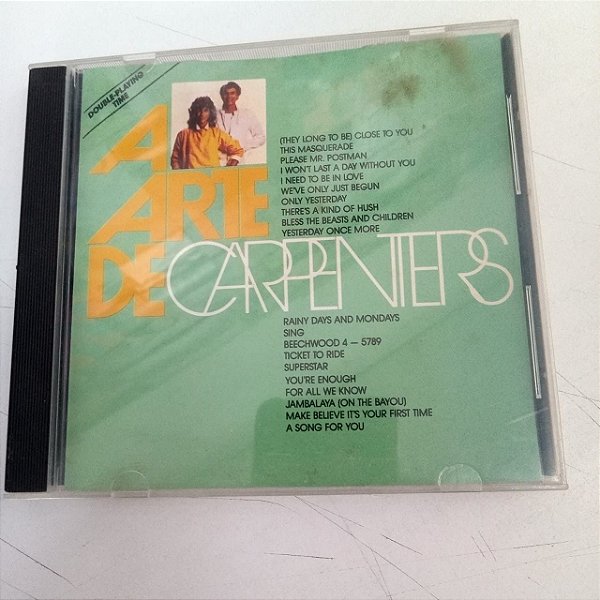 DOUBLE-PLAYING
TIME
A
ARTE
DE CARPENTERS
(THEY LONG TO BE) CLOSE TO YOU
THIS MASQUERADE
PLEASE MR. POSTMAN
I WON'T LAST A DAY WITHOUT YOU
I NEED TO BE IN LOVE
WE'VE ONLY JUST BEGUN
ONLY YESTERDAY
THERE'S A KIND OF HUSH
BLESS THE BEASTS AND CHILDREN
YESTERDAY ONCE MORE
RAINY DAYS AND MONDAYS
SING
BEECHWOOD 4 — 5789
TICKET TO RIDE
SUPERSTAR
YOU'RE ENOUGH
FOR ALL WE KNOW
JAMBALAYA (ON THE BAYOU)
MAKE BELIEVE IT'S YOUR FIRST TIME
A SONG FOR YOU